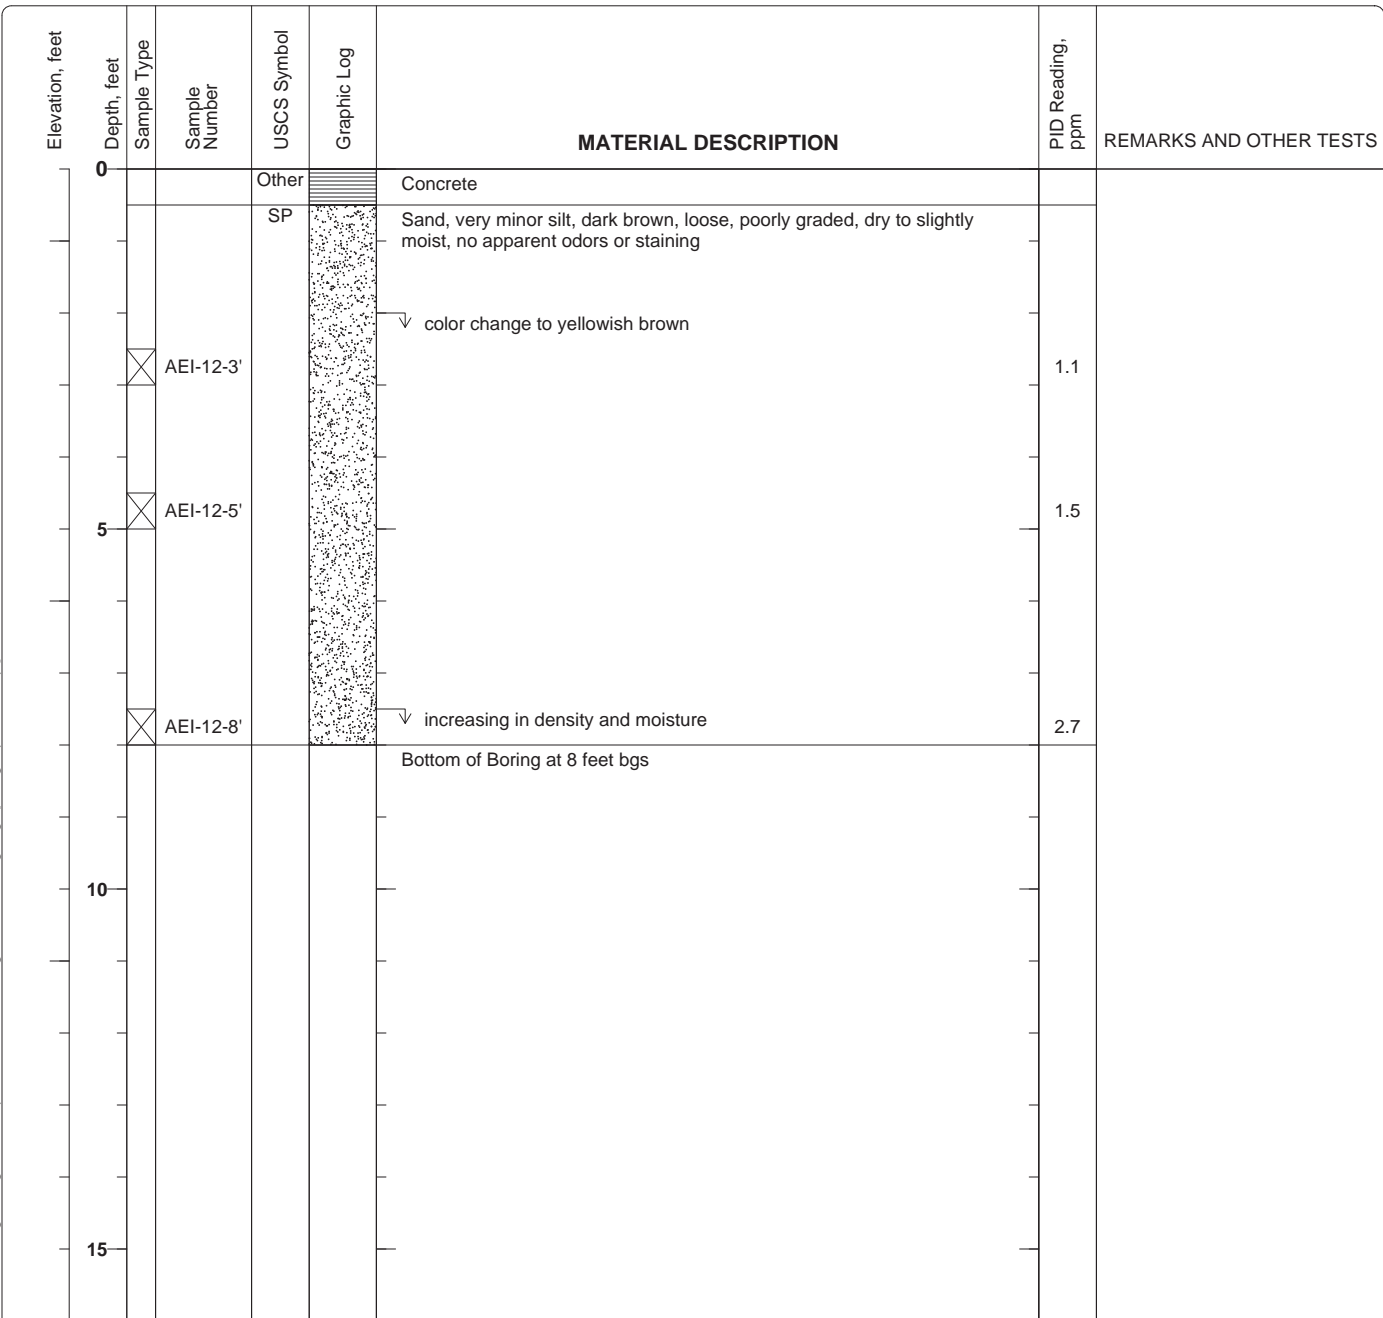 Elevation, feet
Depth, feet
Sample Type
Sample
Number
USCS Symbol
Graphic Log
MATERIAL DESCRIPTION
PID Reading,
ppm
REMARKS AND OTHER TESTS
0
Other
Concrete
SP
Sand, very minor silt, dark brown, loose, poorly graded, dry to slightly
moist, no apparent odors or staining
color change to yellowish brown
AEI-12-3'
1.1
AEI-12-5'
1.5
5
increasing in density and moisture
AEI-12-8'
2.7
Bottom of Boring at 8 feet bgs
10
15